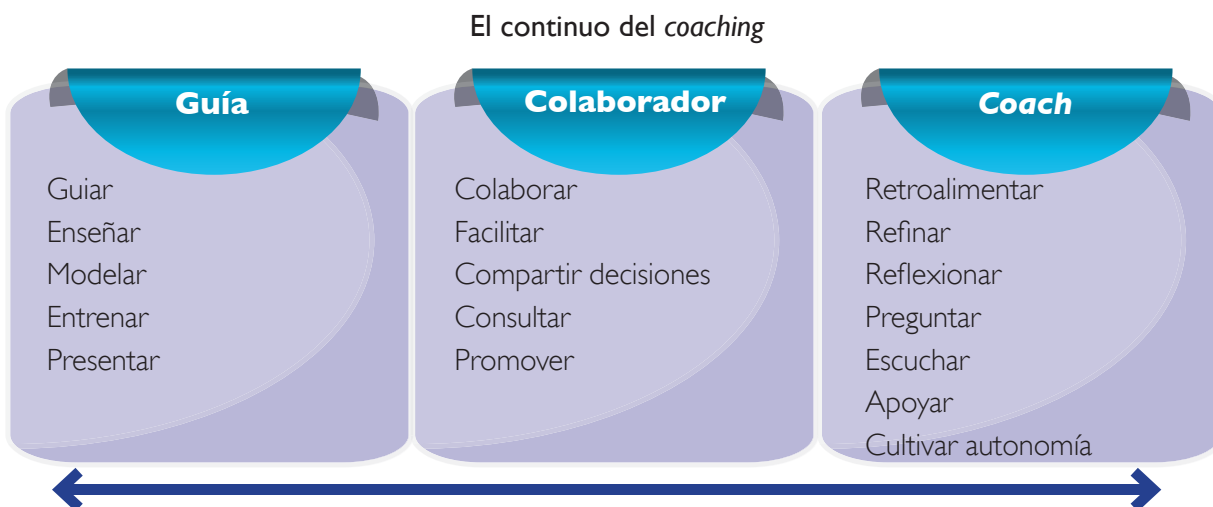 El continuo del coaching
Guía
Guiar
Enseñar
Modelar
Entrenar
Presentar
Colaborador
Colaborar
Facilitar
Compartir decisiones
Consultar
Promover
Coach
Retroalimentar
Refinar
Reflexionar
Preguntar
Escuchar
Apoyar
Cultivar autonomía